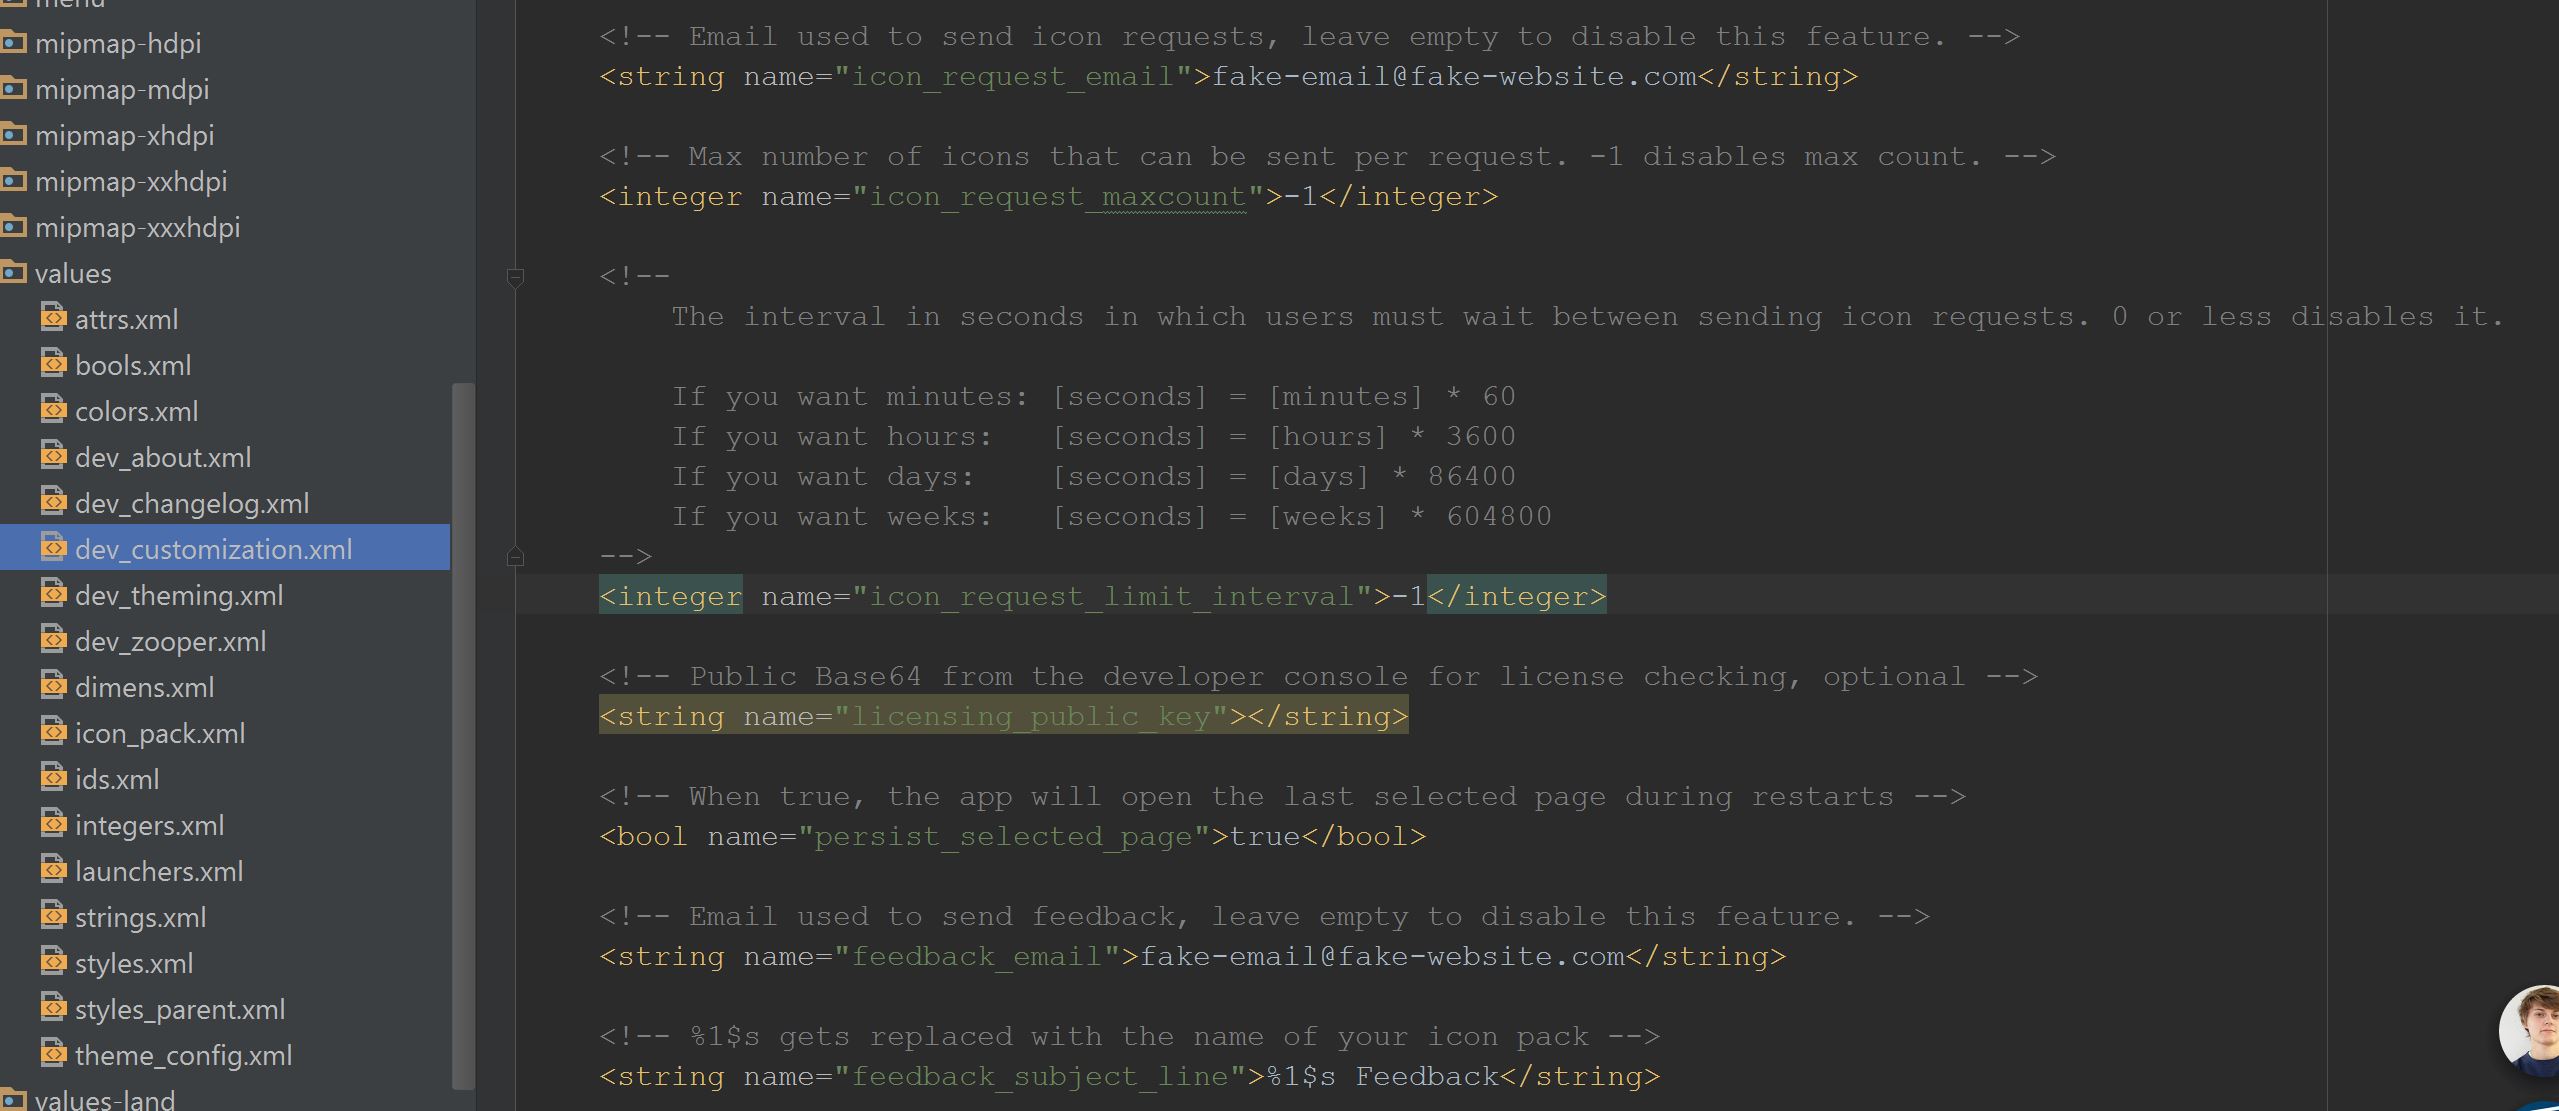 menu
mipmap-hdpi
mipmap-mdpi
mipmap-xhdpi
mipmap-xxhdpi
mipmap-xxxhdpi
values
attrs.xml
bools.xml
colors.xml
dev_about.xml
dev_changelog.xml
dev_customization.xml
dev_theming.xml
dev_zooper.xml
dimens.xml
icon_pack.xml
ids.xml
integers.xml
launchers.xml
strings.xml
styles.xml
styles_parent.xml
theme_config.xml
values-land
<!-- Email used to send icon requests, leave empty to disable this feature. -->
<string name="icon_request_email">fake-email@fake-website.com</string>
<!-- Max number of icons that can be sent per request. -1 disables max count. -->
<integer name="icon_request_maxcount">-1</integer>
<!--
The interval in seconds in which users must wait between sending icon requests. 0 or less disables it.
If you want minutes: [seconds] = [minutes] * 60
If you want hours:   [seconds] = [hours] * 3600
If you want days:    [seconds] = [days] * 86400
If you want weeks:   [seconds] = [weeks] * 604800
-->
<integer name="icon_request_limit_interval">-1</integer>
<!-- Public Base64 from the developer console for license checking, optional -->
<string name="licensing_public_key"></string>
<!-- When true, the app will open the last selected page during restarts -->
<bool name="persist_selected_page">true</bool>
<!-- Email used to send feedback, leave empty to disable this feature. -->
<string name="feedback_email">fake-email@fake-website.com</string>
<!-- %1$s gets replaced with the name of your icon pack -->
<string name="feedback_subject_line">%1$s Feedback</string>